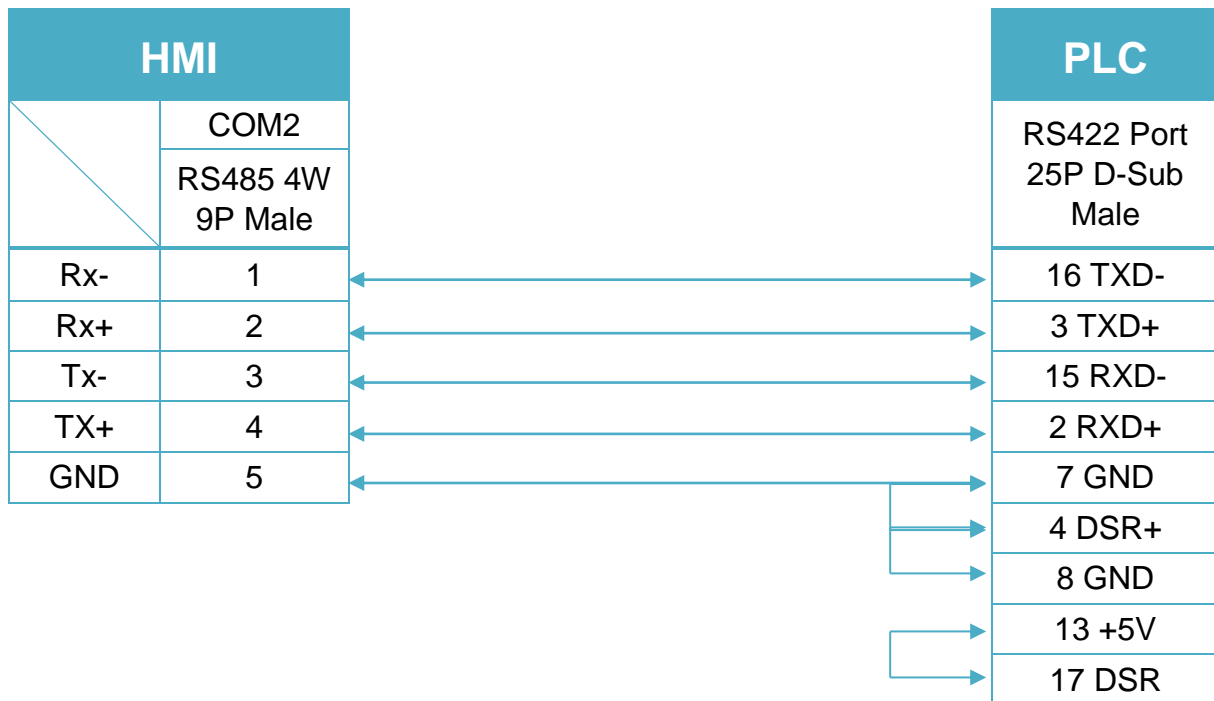 HMI
PLC
COM2
RS485 4W
9P Male
RS422 Port
25P D-Sub
Male
Rx- 1 16 TXD-
Rx+ 2 3 TXD+
Tx- 3 15 RXD-
TX+ 4 2 RXD+
GND 5 7 GND
4 DSR+
8 GND
13 +5V
17 DSR